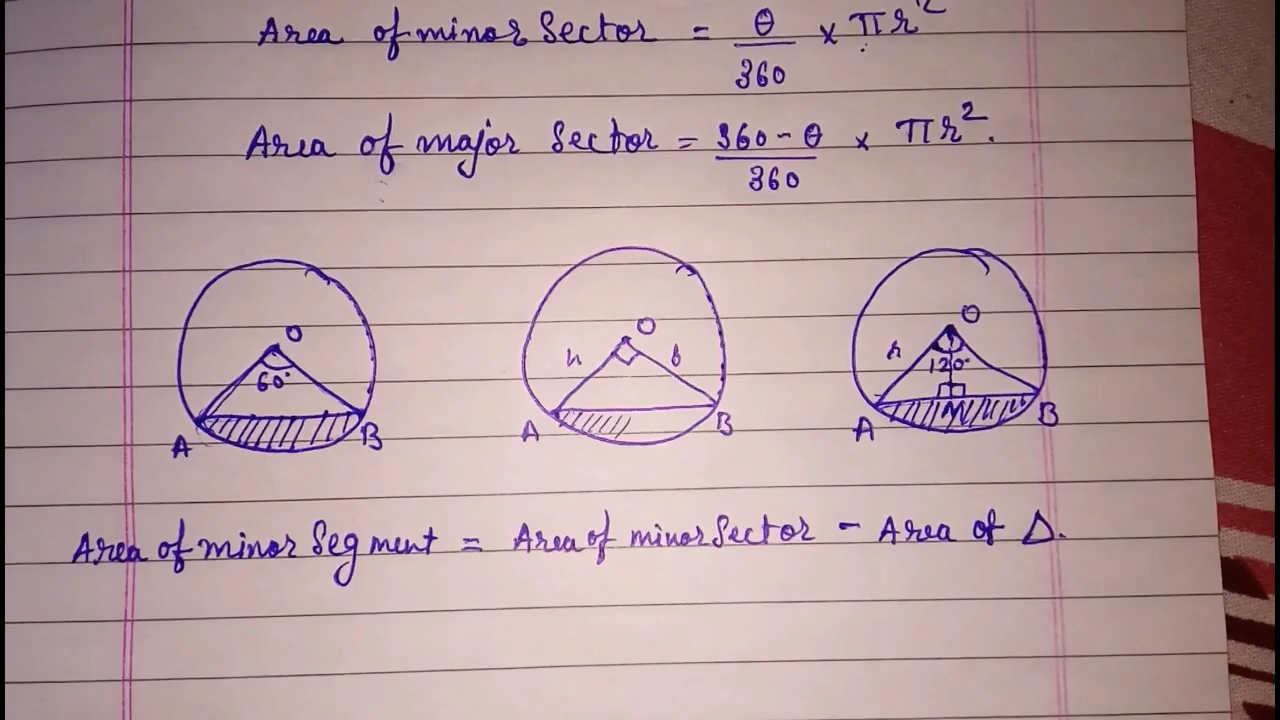 Area of minor Sector = θ/360 × πr²
Area of major Sector = 360 - θ/360 × πr².
O O O
60° h b r 120°
A B A B A B
Area of minor Segment = Area of minor Sector - Area of Δ.